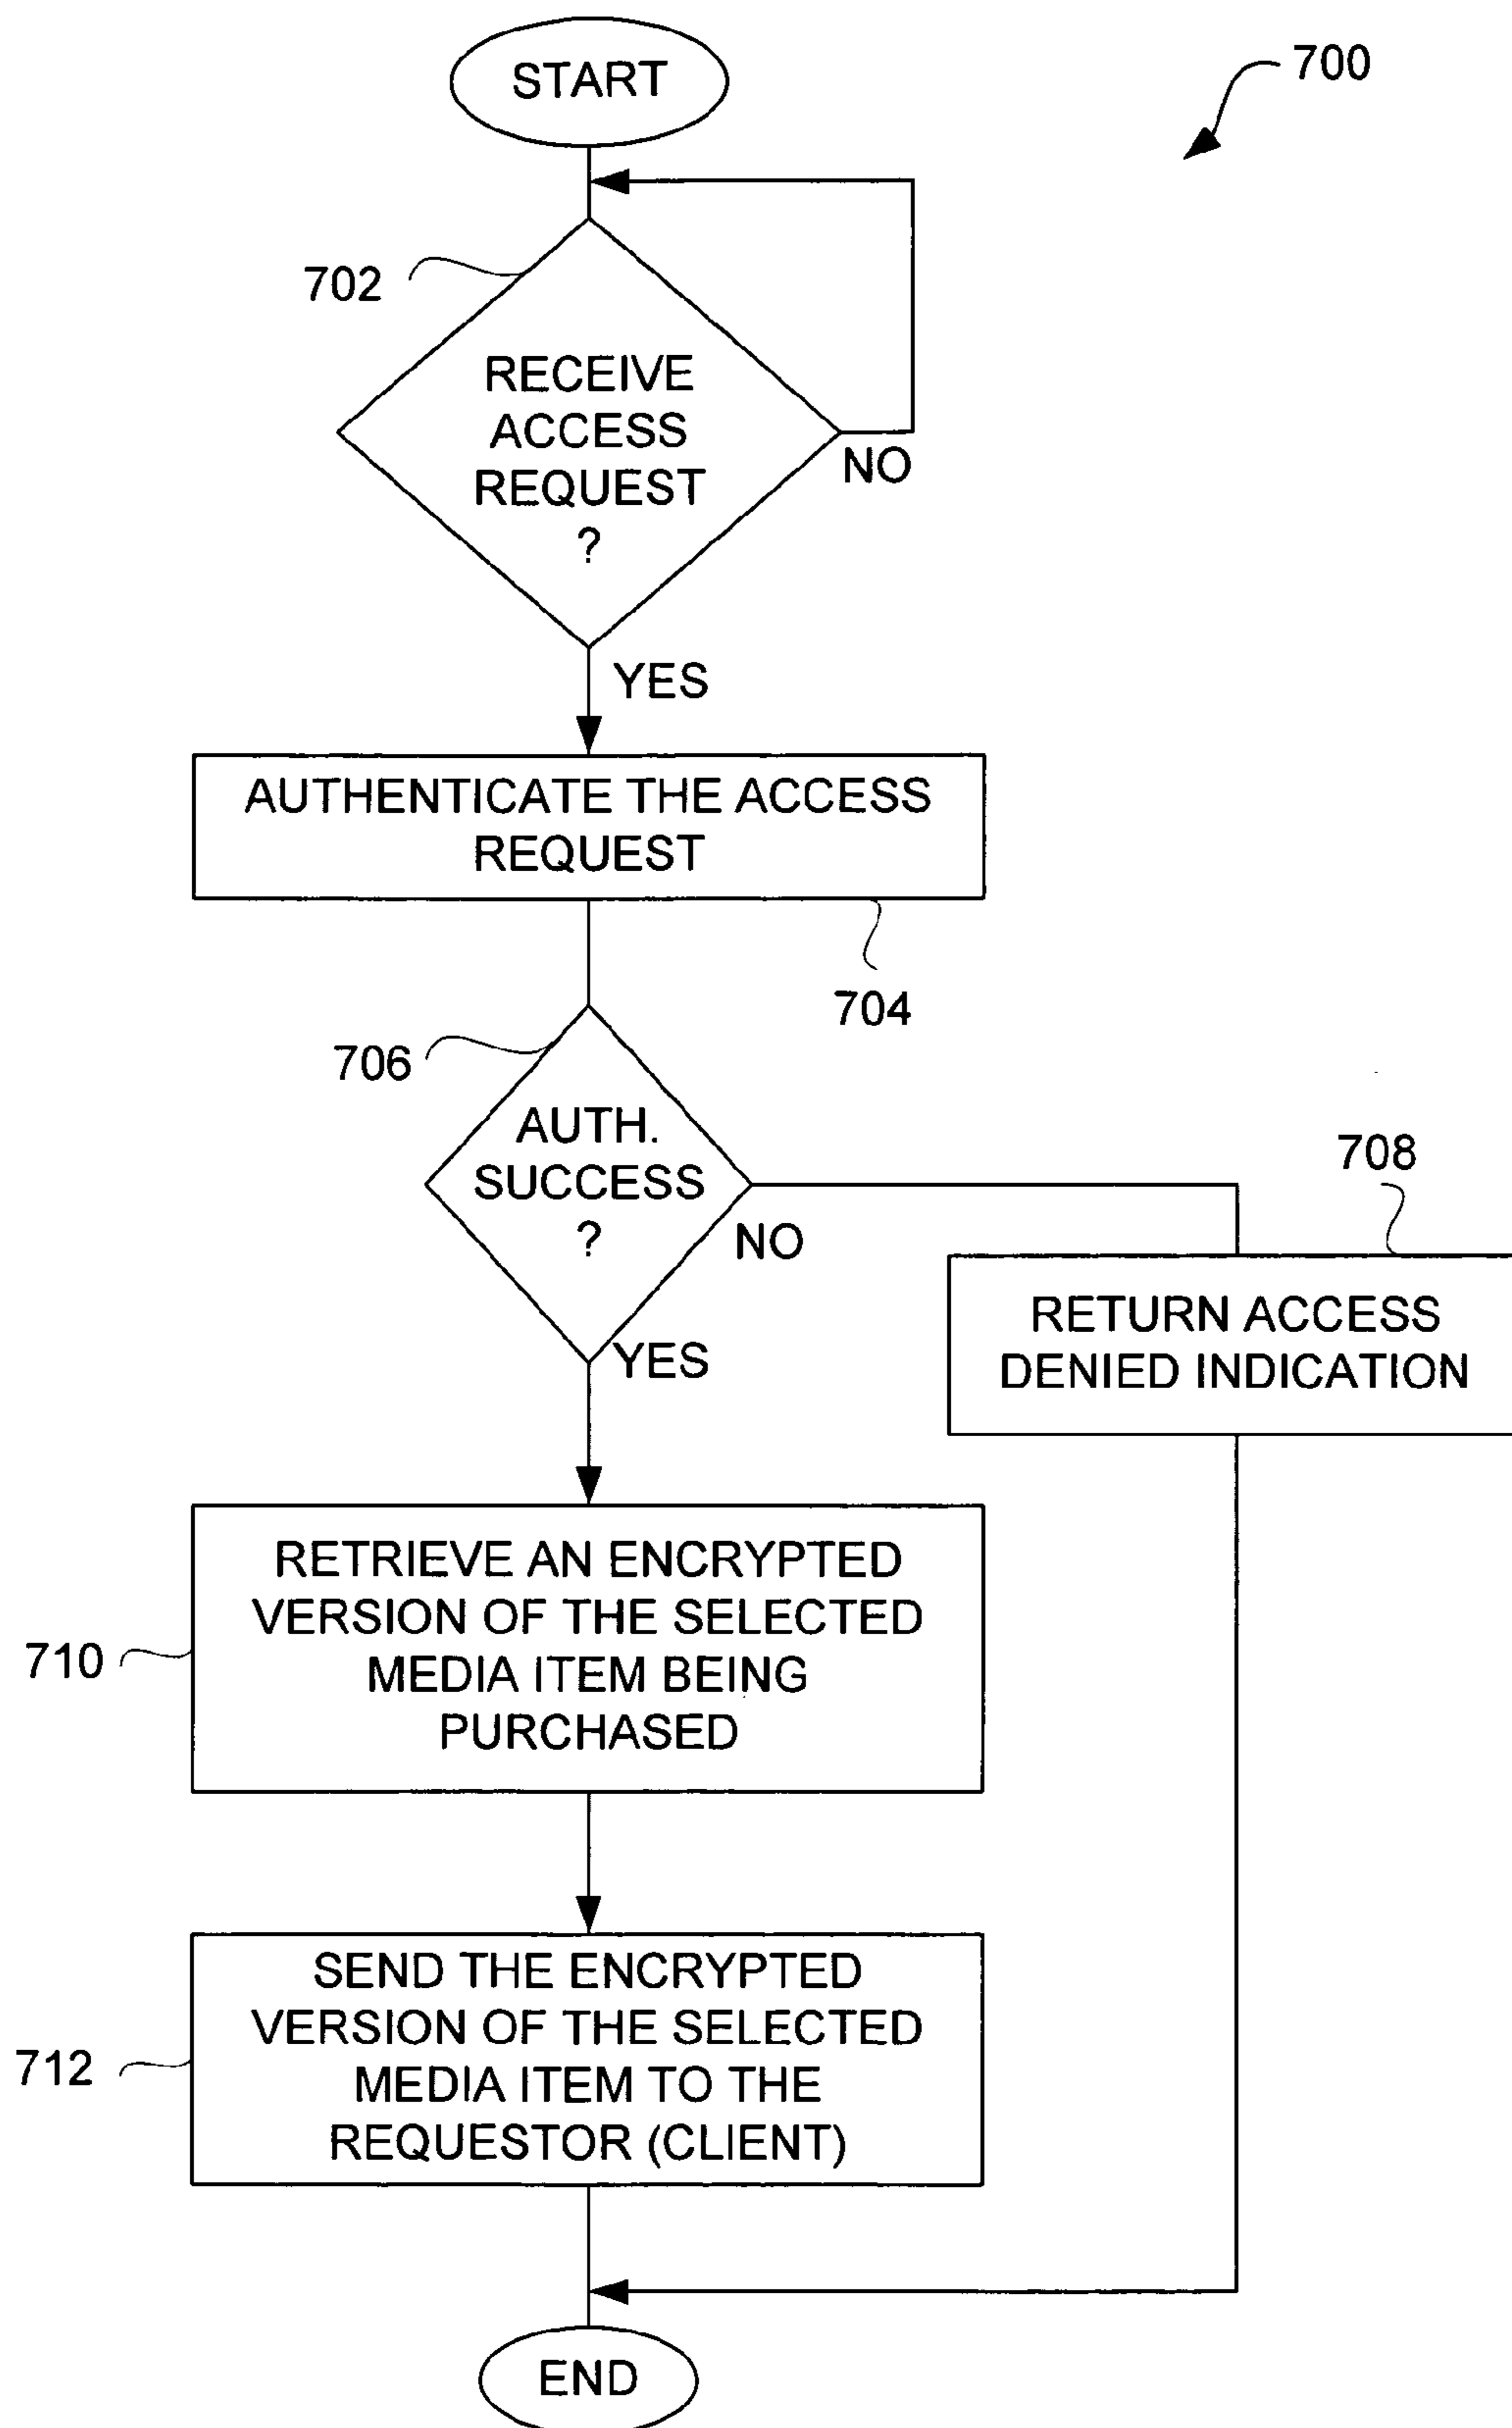 START
700
702
RECEIVE
ACCESS
REQUEST
?
NO
YES
AUTHENTICATE THE ACCESS
REQUEST
704
706
AUTH.
SUCCESS
?
NO
YES
708
RETURN ACCESS
DENIED INDICATION
710
RETRIEVE AN ENCRYPTED
VERSION OF THE SELECTED
MEDIA ITEM BEING
PURCHASED
712
SEND THE ENCRYPTED
VERSION OF THE SELECTED
MEDIA ITEM TO THE
REQUESTOR (CLIENT)
END